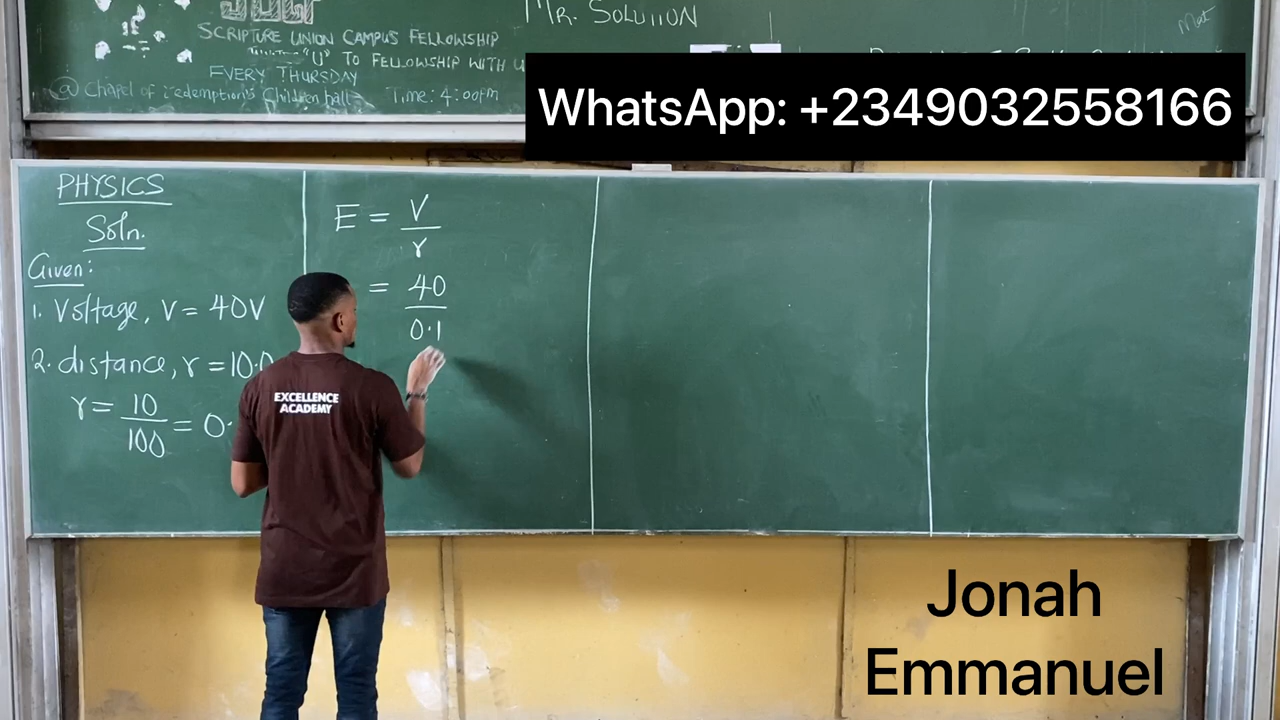 MR. SOLUTION
Mat
SCRIPTURE UNION CAMPUS FELLOWSHIP
"UP" TO FELLOWSHIP WITH U
EVERY THURSDAY
@ Chapel of redemption's Children hall Time: 4:00pm
WhatsApp: +2349032558166
PHYSICS
Soln.
Given:
1. Voltage, V = 40V
2. distance, r = 10.0
r = 10/100 = 0.
E = V/r
= 40/0.1
EXCELLENCE
ACADEMY
Jonah
Emmanuel